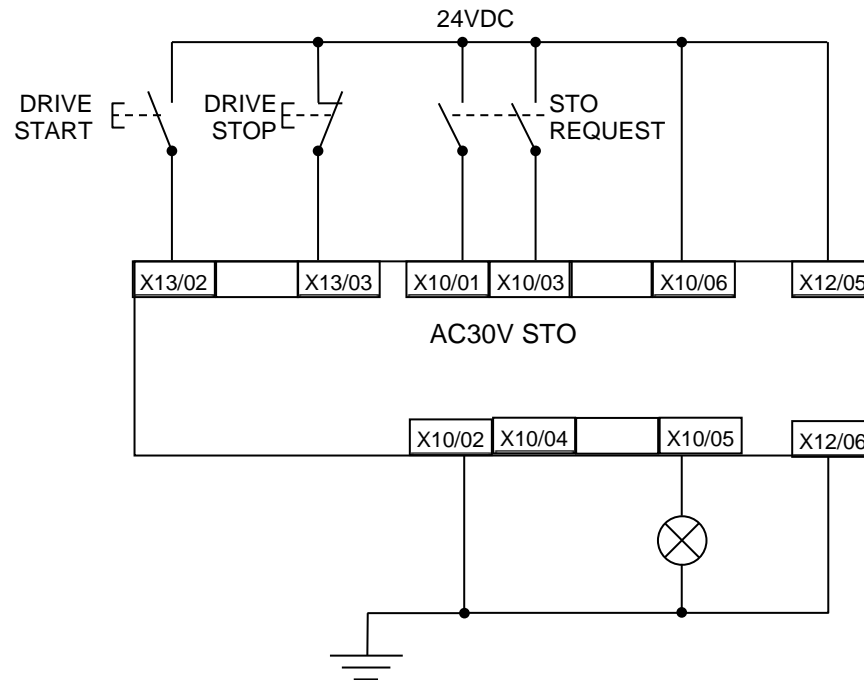 24VDC
DRIVE
START
DRIVE
STOP
STO
REQUEST
X13/02
X13/03
X10/01
X10/03
X10/06
X12/05
AC30V STO
X10/02
X10/04
X10/05
X12/06